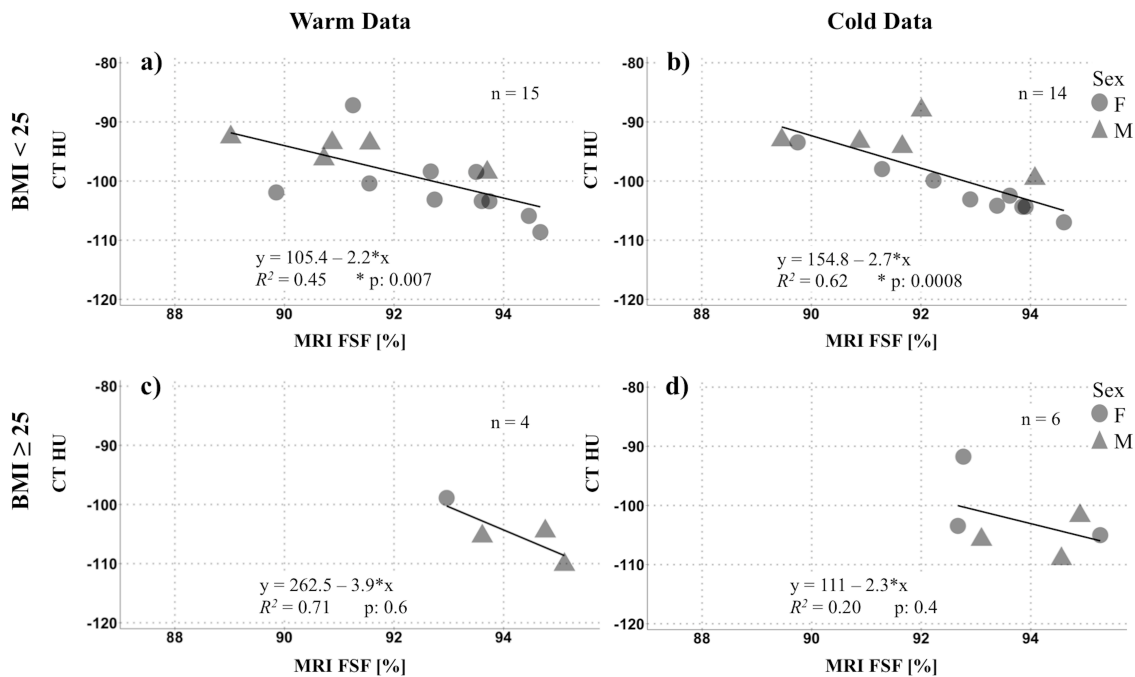 Warm Data
Cold Data
BMI < 25
a)
n = 15
-80
-90
-100
-110
-120
CT HU
y = 105.4 – 2.2*x
R² = 0.45 * p: 0.007
88 90 92 94
MRI FSF [%]
b)
n = 14
-80
-90
-100
-110
-120
CT HU
y = 154.8 – 2.7*x
R² = 0.62 * p: 0.0008
88 90 92 94
MRI FSF [%]
Sex
F
M
BMI ≥ 25
c)
n = 4
-80
-90
-100
-110
-120
CT HU
y = 262.5 – 3.9*x
R² = 0.71 p: 0.6
88 90 92 94
MRI FSF [%]
d)
n = 6
-80
-90
-100
-110
-120
CT HU
y = 111 – 2.3*x
R² = 0.20 p: 0.4
88 90 92 94
MRI FSF [%]
Sex
F
M